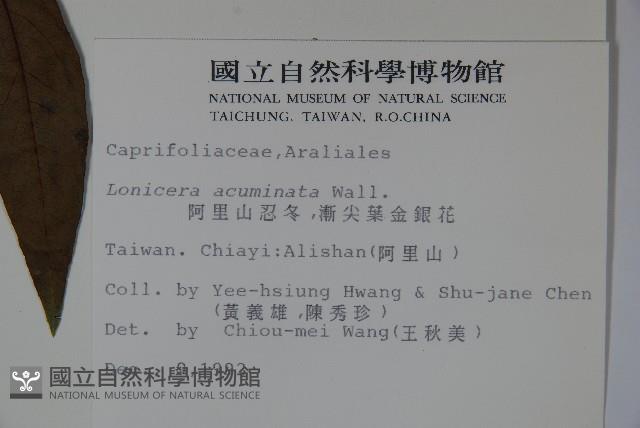 國立自然科學博物館
NATIONAL MUSEUM OF NATURAL SCIENCE
TAICHUNG, TAIWAN, R.O.CHINA
Caprifoliaceae,Araliales
Lonicera acuminata Wall.
阿里山忍冬,漸尖葉金銀花
Taiwan. Chiayi:Alishan(阿里山)
Coll. by Yee-hsiung Hwang & Shu-jane Chen
(黃義雄,陳秀珍)
Det. by Chiou-mei Wang(王秋美)
1992
國立自然科學博物館
NATIONAL MUSEUM OF NATURAL SCIENCE